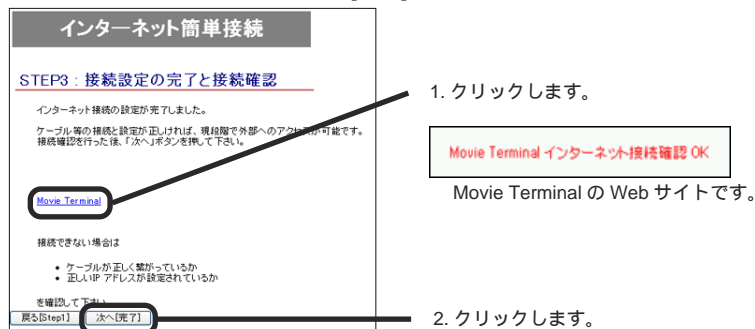 インターネット簡単接続
STEP3：接続設定の完了と接続確認
インターネット接続の設定が完了しました。
ケーブル等の接続と設定が正しければ、現段階で外部へのアクセスが可能です。
接続確認を行った後、「次へ」ボタンを押して下さい。
Movie Terminal
接続できない場合は
• ケーブルが正しく繋がっているか
• 正しいIP アドレスが設定されているか
を確認して下さい
戻る[Step1] 次へ[完了]
1. クリックします。
Movie Terminal インターネット接続確認 OK
Movie Terminal の Web サイトです。
2. クリックします。